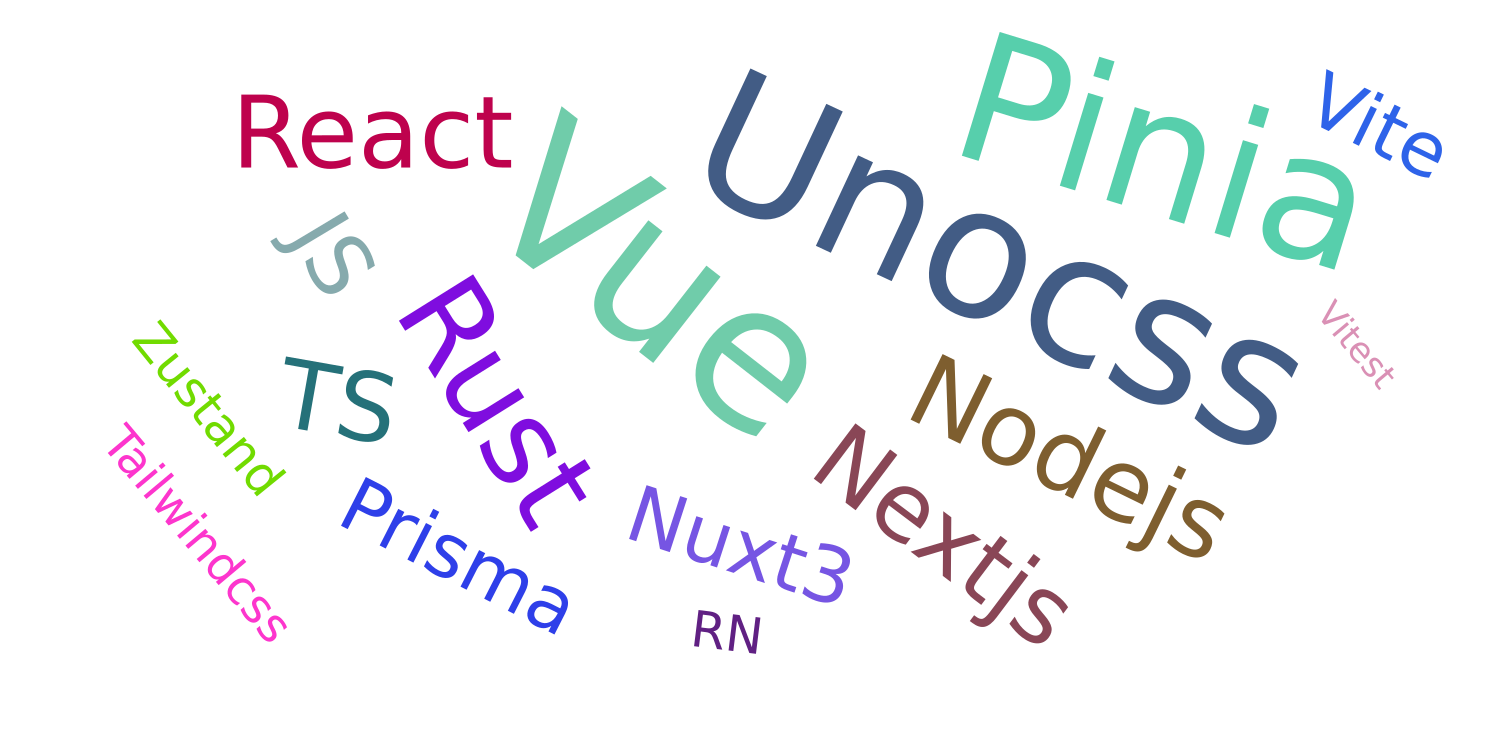 React
Vue
Unocss
Pinia
Vite
JS
Rust
Vitest
Zustand
TS
Nodejs
Tailwindcss
Prisma
Nuxt3
Nextjs
RN